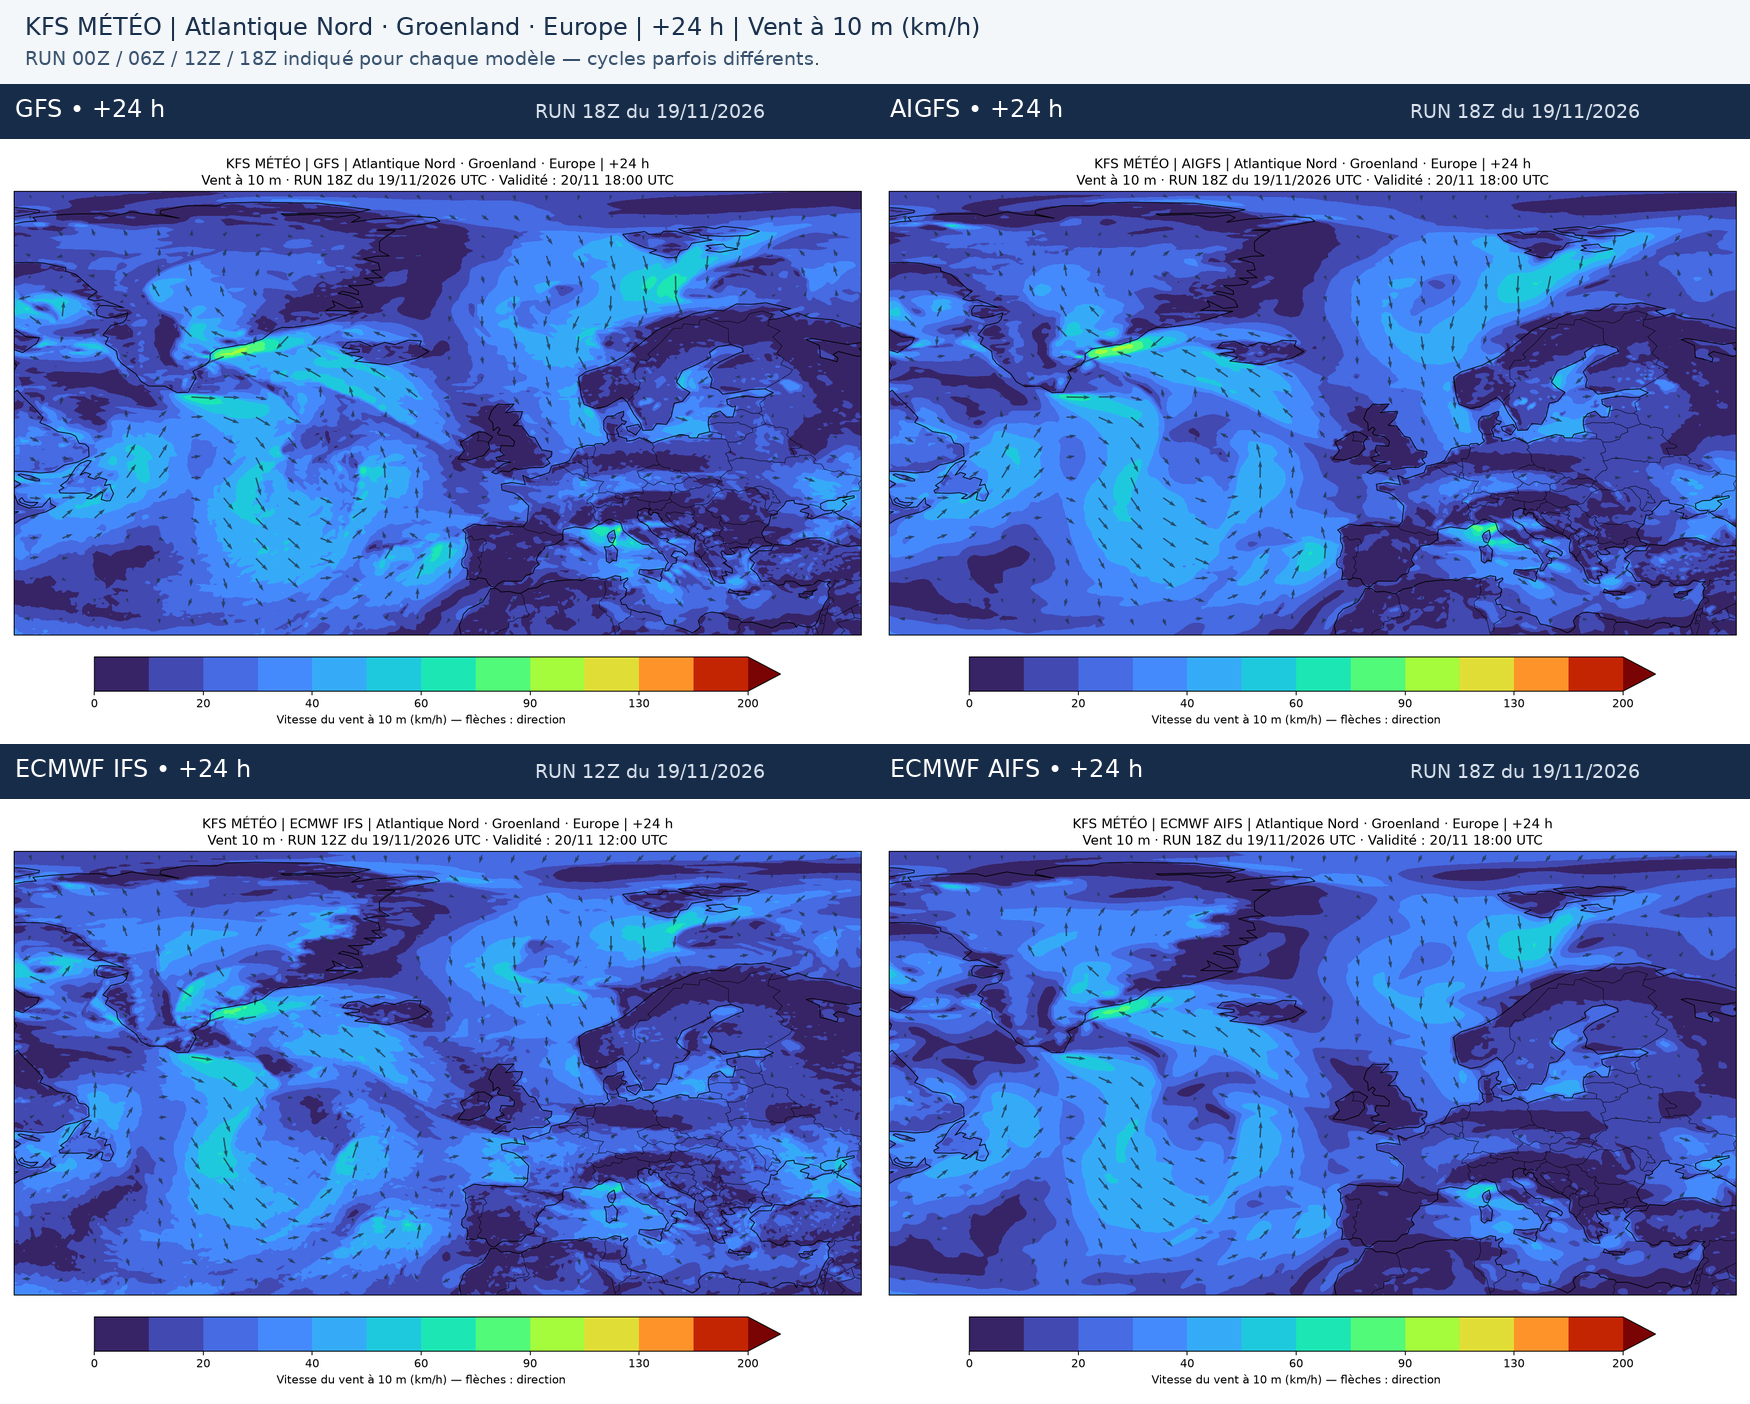 KFS MÉTÉO | Atlantique Nord · Groenland · Europe | +24 h | Vent à 10 m (km/h)
RUN 00Z / 06Z / 12Z / 18Z indiqué pour chaque modèle — cycles parfois différents.
GFS • +24 h
RUN 18Z du 19/11/2026
KFS MÉTÉO | GFS | Atlantique Nord · Groenland · Europe | +24 h
Vent à 10 m · RUN 18Z du 19/11/2026 UTC · Validité : 20/11 18:00 UTC
0 20 40 60 90 130 200
Vitesse du vent à 10 m (km/h) — flèches : direction
AIGFS • +24 h
RUN 18Z du 19/11/2026
KFS MÉTÉO | AIGFS | Atlantique Nord · Groenland · Europe | +24 h
Vent à 10 m · RUN 18Z du 19/11/2026 UTC · Validité : 20/11 18:00 UTC
0 20 40 60 90 130 200
Vitesse du vent à 10 m (km/h) — flèches : direction
ECMWF IFS • +24 h
RUN 12Z du 19/11/2026
KFS MÉTÉO | ECMWF IFS | Atlantique Nord · Groenland · Europe | +24 h
Vent 10 m · RUN 12Z du 19/11/2026 UTC · Validité : 20/11 12:00 UTC
0 20 40 60 90 130 200
Vitesse du vent à 10 m (km/h) — flèches : direction
ECMWF AIFS • +24 h
RUN 18Z du 19/11/2026
KFS MÉTÉO | ECMWF AIFS | Atlantique Nord · Groenland · Europe | +24 h
Vent 10 m · RUN 18Z du 19/11/2026 UTC · Validité : 20/11 18:00 UTC
0 20 40 60 90 130 200
Vitesse du vent à 10 m (km/h) — flèches : direction